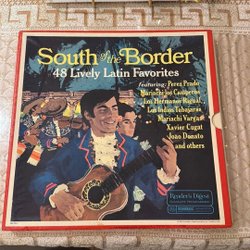 South of the Border
48 Lively Latin Favorites
featuring: Perez Prado
Mariachi los Camperos
Los Hermanos Rigual
Los Indios Tabajaras
Mariachi Vargas
Xavier Cugat
Joao Donato
and others
Reader's Digest